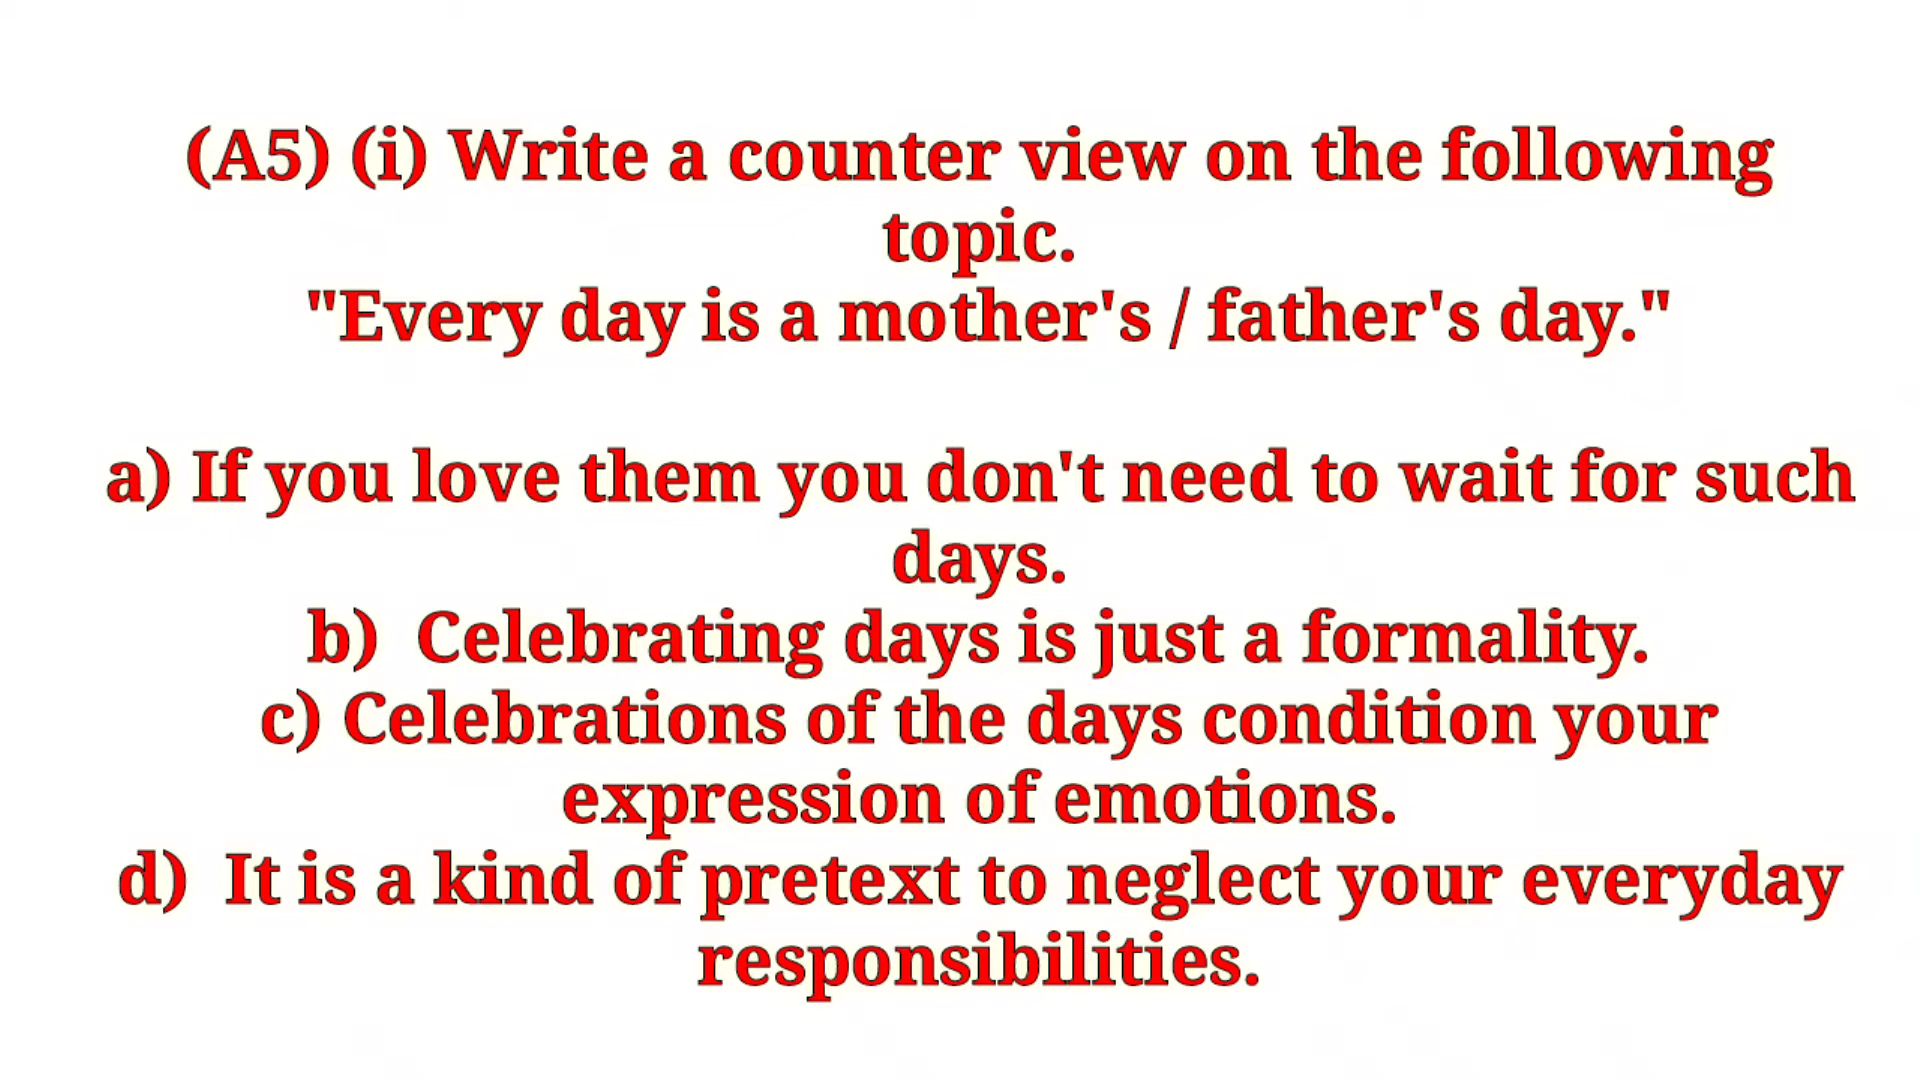 (A5) (i) Write a counter view on the following
topic.
"Every day is a mother's / father's day."
a) If you love them you don't need to wait for such
days.
b)  Celebrating days is just a formality.
c) Celebrations of the days condition your
expression of emotions.
d)  It is a kind of pretext to neglect your everyday
responsibilities.